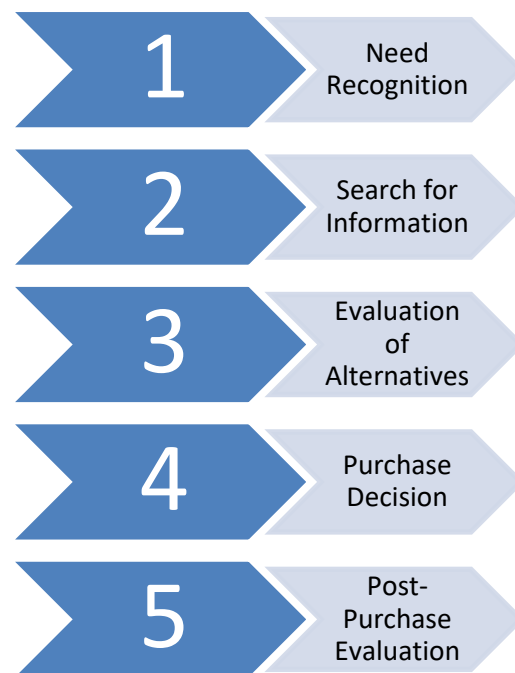 1
Need
Recognition
2
Search for
Information
3
Evaluation
of
Alternatives
4
Purchase
Decision
5
Post-
Purchase
Evaluation